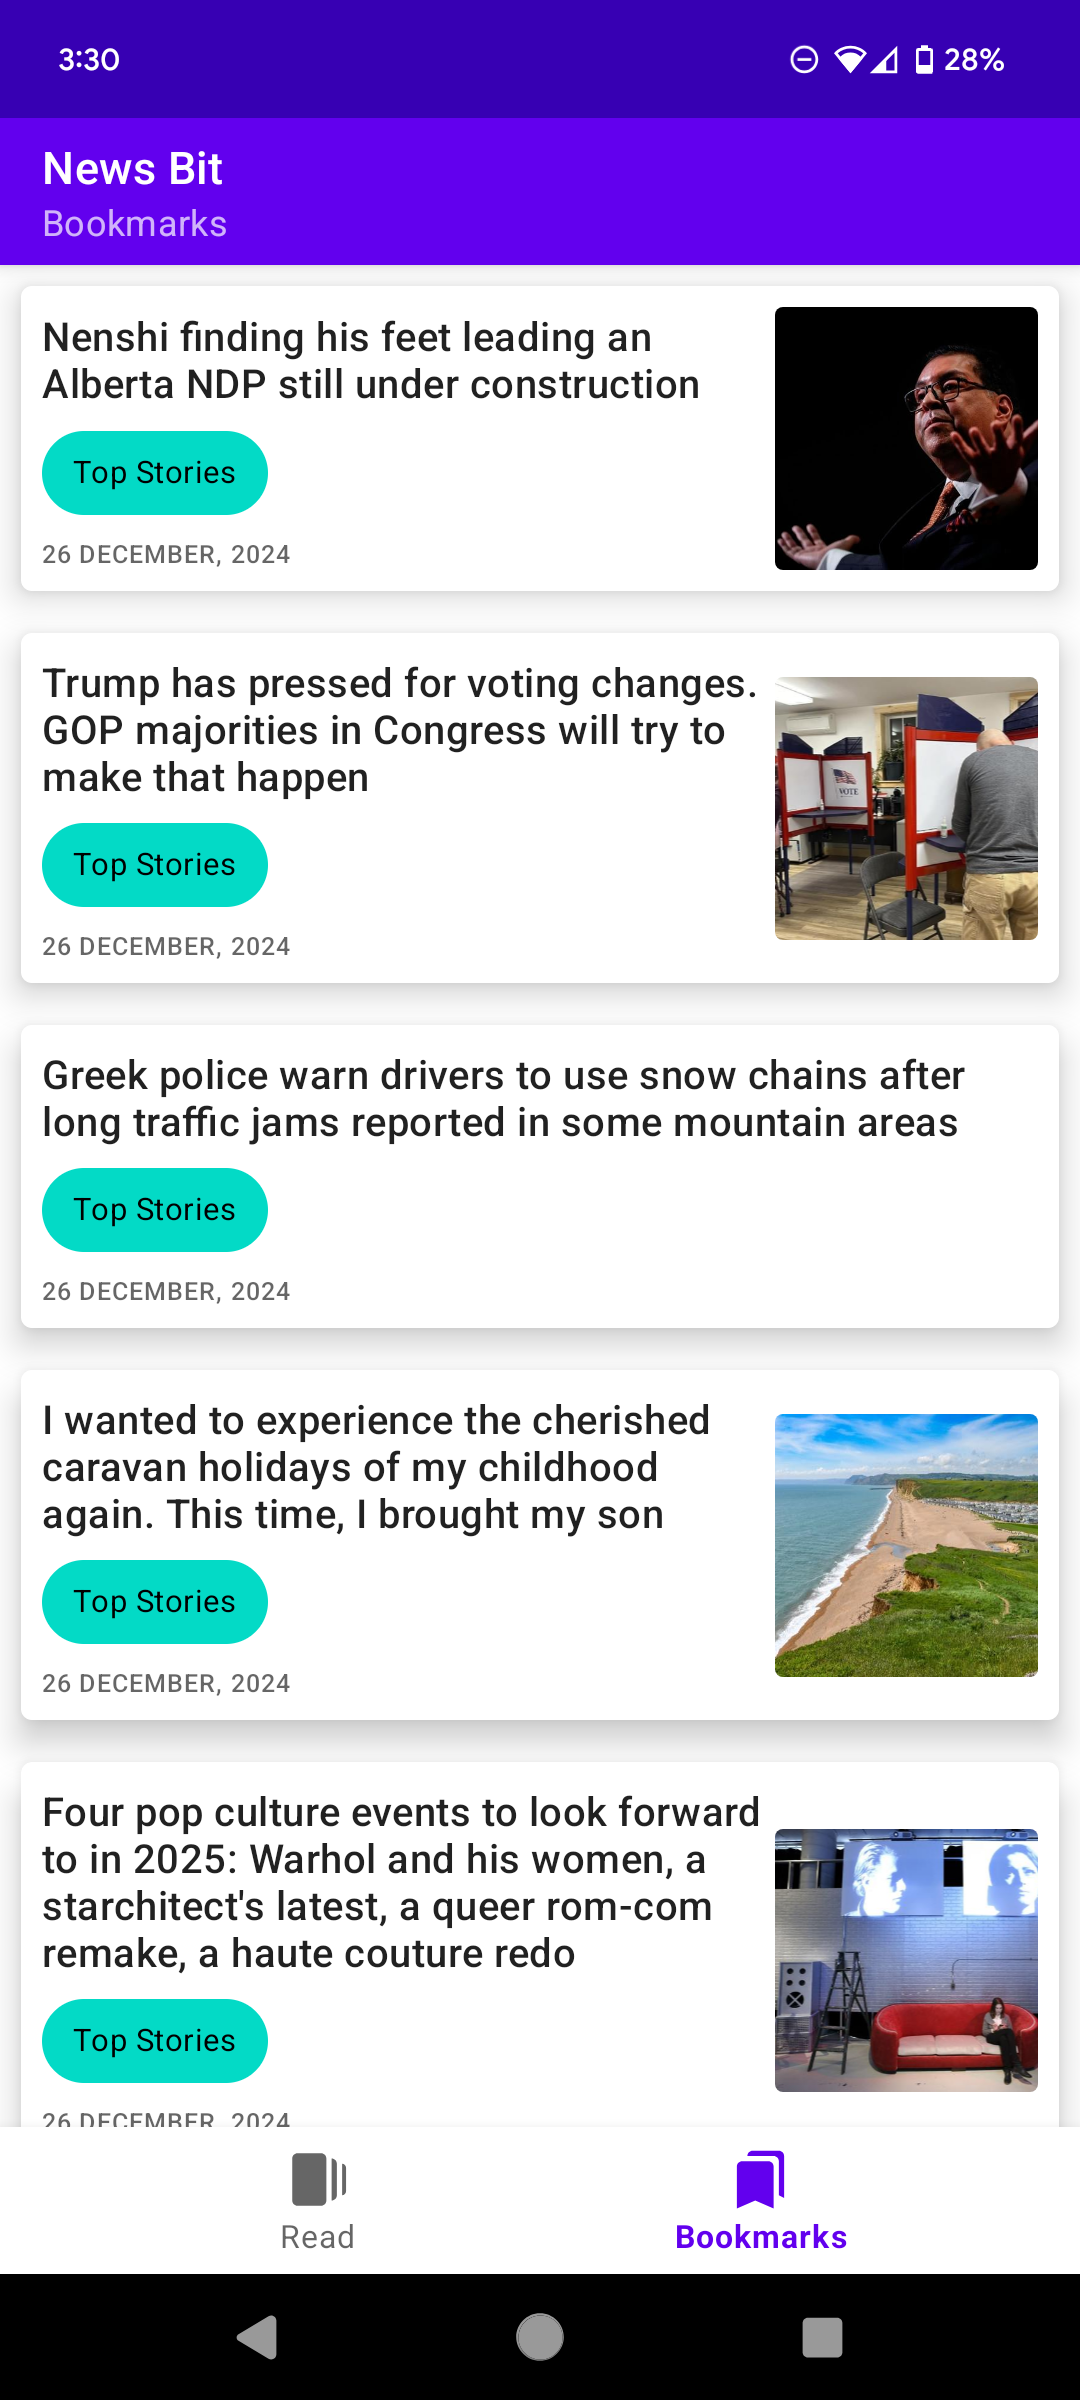 3:30
28%
News Bit
Bookmarks
Nenshi finding his feet leading an
Alberta NDP still under construction
Top Stories
26 DECEMBER, 2024
Trump has pressed for voting changes.
GOP majorities in Congress will try to
make that happen
VOTE
Top Stories
26 DECEMBER, 2024
Greek police warn drivers to use snow chains after
long traffic jams reported in some mountain areas
Top Stories
26 DECEMBER, 2024
I wanted to experience the cherished
caravan holidays of my childhood
again. This time, I brought my son
Top Stories
26 DECEMBER, 2024
Four pop culture events to look forward
to in 2025: Warhol and his women, a
starchitect's latest, a queer rom-com
remake, a haute couture redo
Top Stories
26 DECEMBER, 2024
Read
Bookmarks